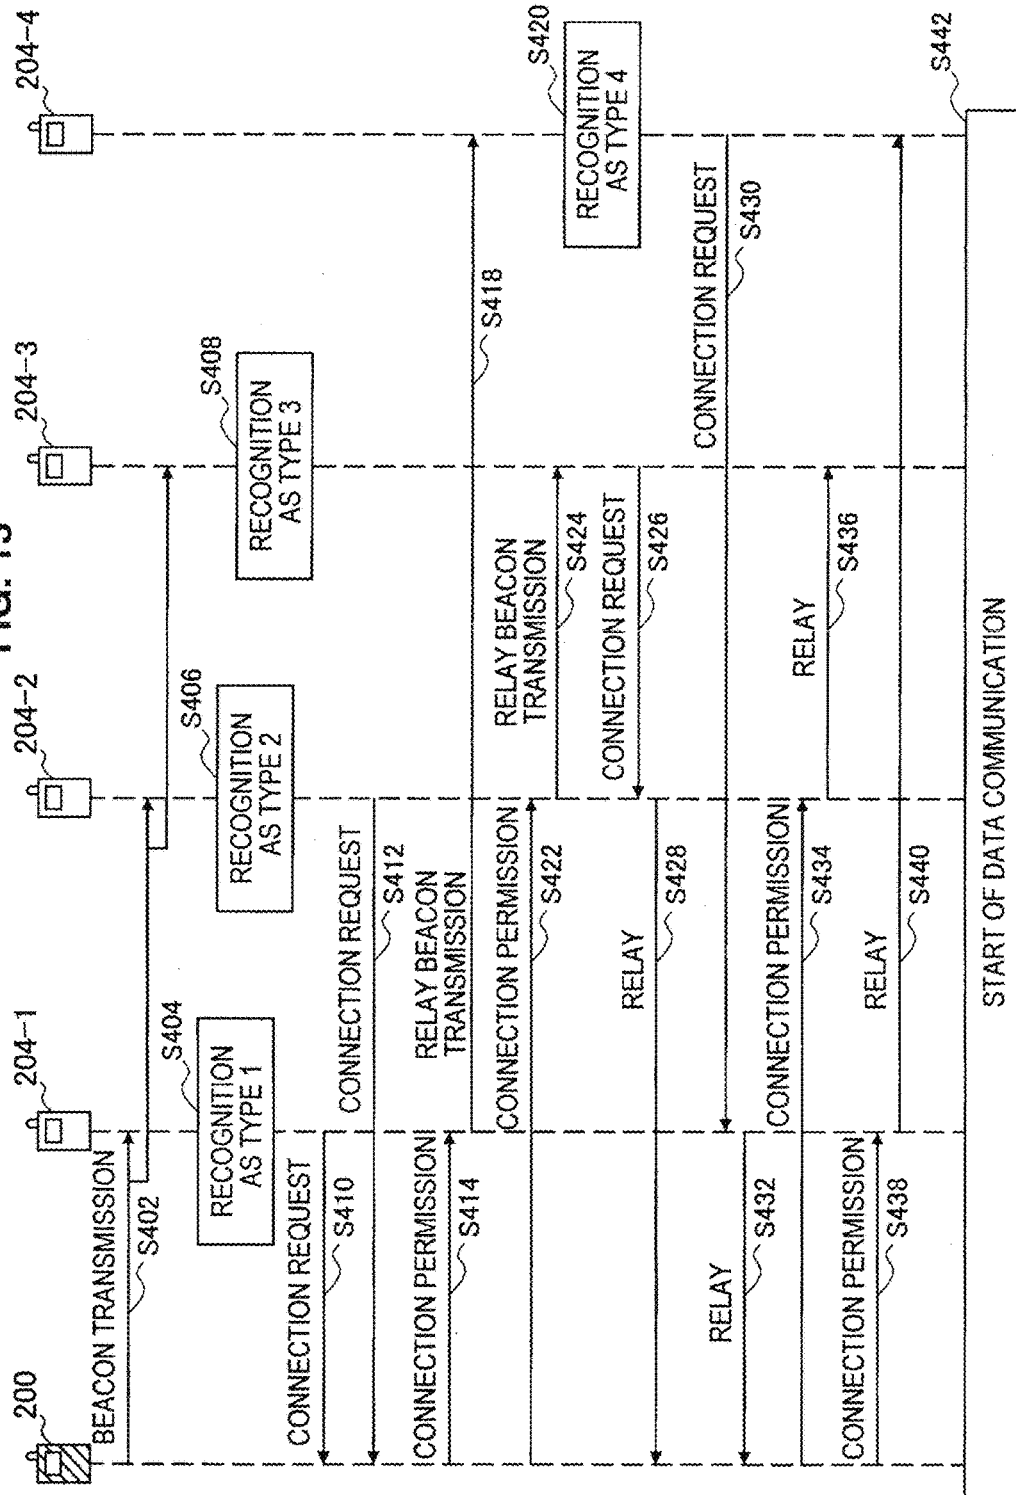 FIG. 13
200
204-1
204-2
204-3
204-4
BEACON TRANSMISSION
S402
RECOGNITION
AS TYPE 1
S404
RECOGNITION
AS TYPE 2
S406
RECOGNITION
AS TYPE 3
S408
CONNECTION REQUEST
S410
CONNECTION REQUEST
S412
CONNECTION PERMISSION
S414
RELAY BEACON
TRANSMISSION
S418
RECOGNITION
AS TYPE 4
S420
CONNECTION PERMISSION
S422
RELAY BEACON
TRANSMISSION
S424
CONNECTION REQUEST
S426
RELAY
S428
CONNECTION REQUEST
S430
RELAY
S432
CONNECTION PERMISSION
S434
RELAY
S436
CONNECTION PERMISSION
S438
RELAY
S440
START OF DATA COMMUNICATION
S442